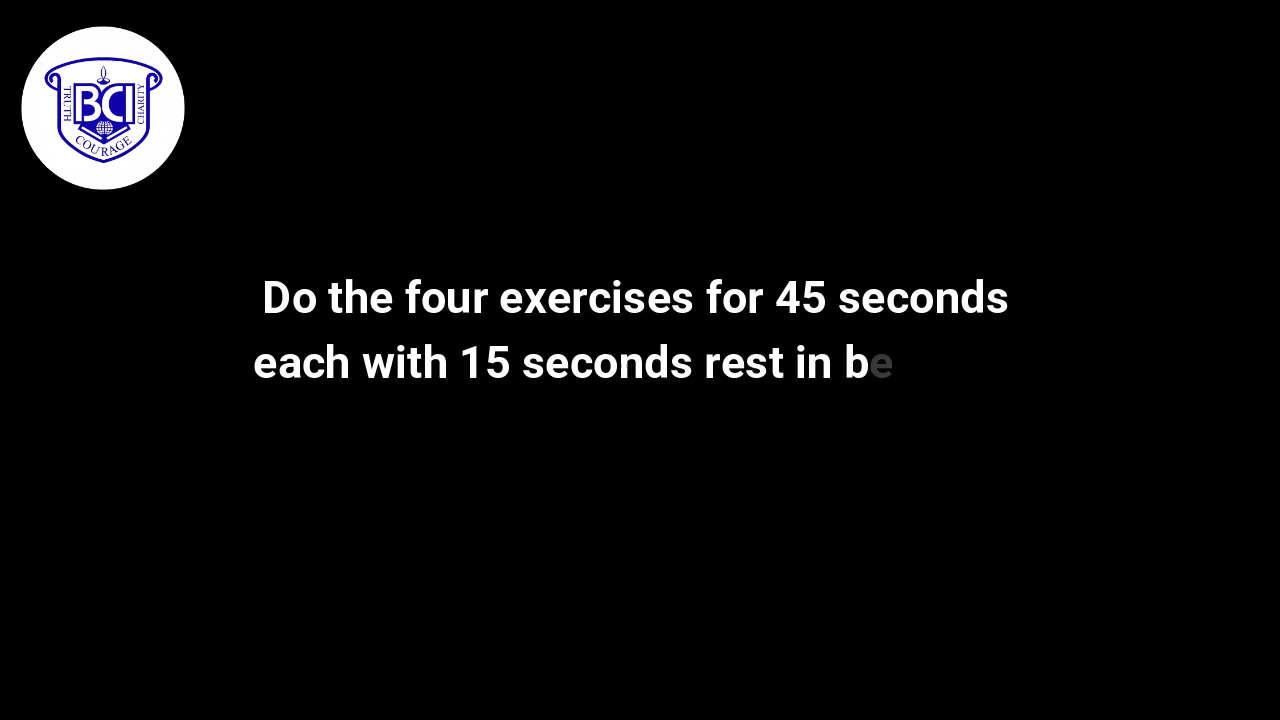 TRUTH
BCI
CHARITY
COURAGE
Do the four exercises for 45 seconds
each with 15 seconds rest in be